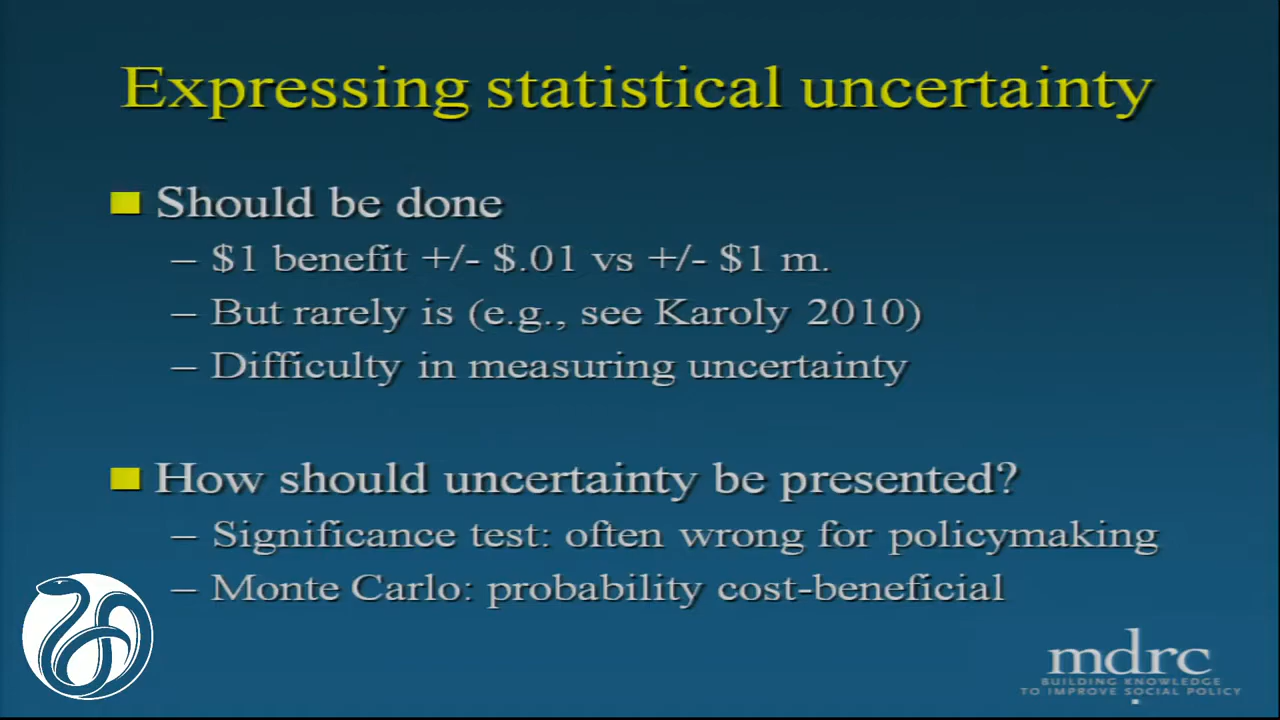 Expressing statistical uncertainty
Should be done
– $1 benefit +/- $.01 vs +/- $1 m.
– But rarely is (e.g., see Karoly 2010)
– Difficulty in measuring uncertainty
How should uncertainty be presented?
– Significance test: often wrong for policymaking
– Monte Carlo: probability cost-beneficial
mdrc
BUILDING KNOWLEDGE
TO IMPROVE SOCIAL POLICY